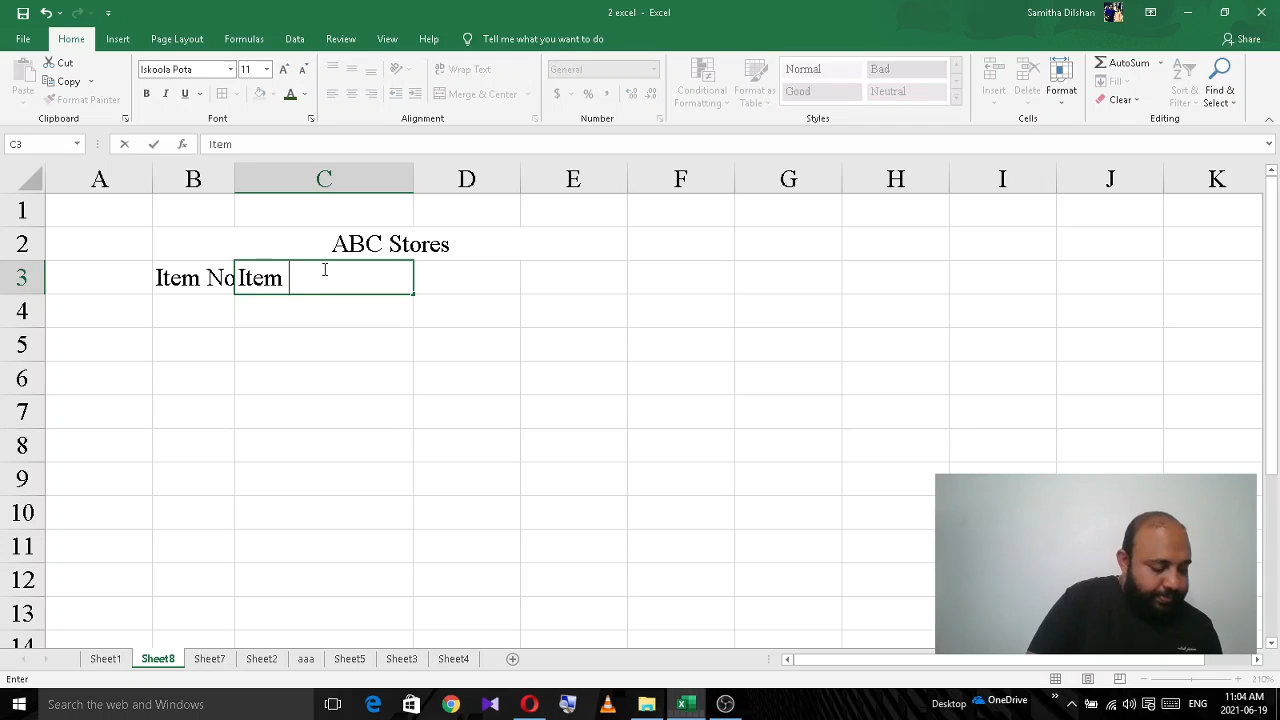 2 excel - Excel
Samitha Dilshan
File Home Insert Page Layout Formulas Data Review View Help Tell me what you want to do Share
Cut
Copy
Format Painter
Paste
Clipboard
Iskoola Pota 11
B I U
Font
Wrap Text
Merge & Center
Alignment
General
$ % ,
Number
Conditional Formatting
Format as Table
Normal Bad
Good Neutral
Styles
Insert Delete Format
Cells
AutoSum
Fill
Clear
Sort & Filter
Find & Select
Editing
C3 fx Item
A B C D E F G H I J K
1
2 ABC Stores
3 Item No Item
4
5
6
7
8
9
10
11
12
13
14
Sheet1 Sheet8 Sheet7 Sheet2 aaa Sheet5 Sheet3 Sheet4
Enter 210%
Search the web and Windows
Desktop OneDrive ENG 11:04 AM
2021-06-19